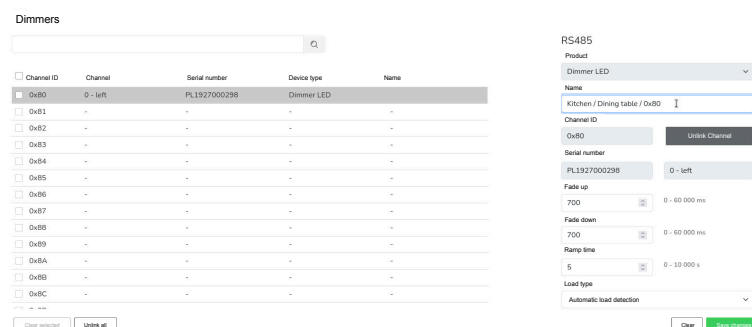 Dimmers
Channel ID Channel Serial number Device type Name
0x80 0 - left PL1927000298 Dimmer LED
0x81 - - - -
0x82 - - - -
0x83 - - - -
0x84 - - - -
0x85 - - - -
0x86 - - - -
0x87 - - - -
0x88 - - - -
0x89 - - - -
0x8A - - - -
0x8B - - - -
0x8C - - - -
Clear selected Unlink all
RS485
Product
Dimmer LED
Name
Kitchen / Dining table / 0x80
Channel ID
0x80 Unlink Channel
Serial number
PL1927000298 0 - left
Fade up
700 0 - 60 000 ms
Fade down
700 0 - 60 000 ms
Ramp time
5 0 - 10 000 s
Load type
Automatic load detection
Clear Save changes